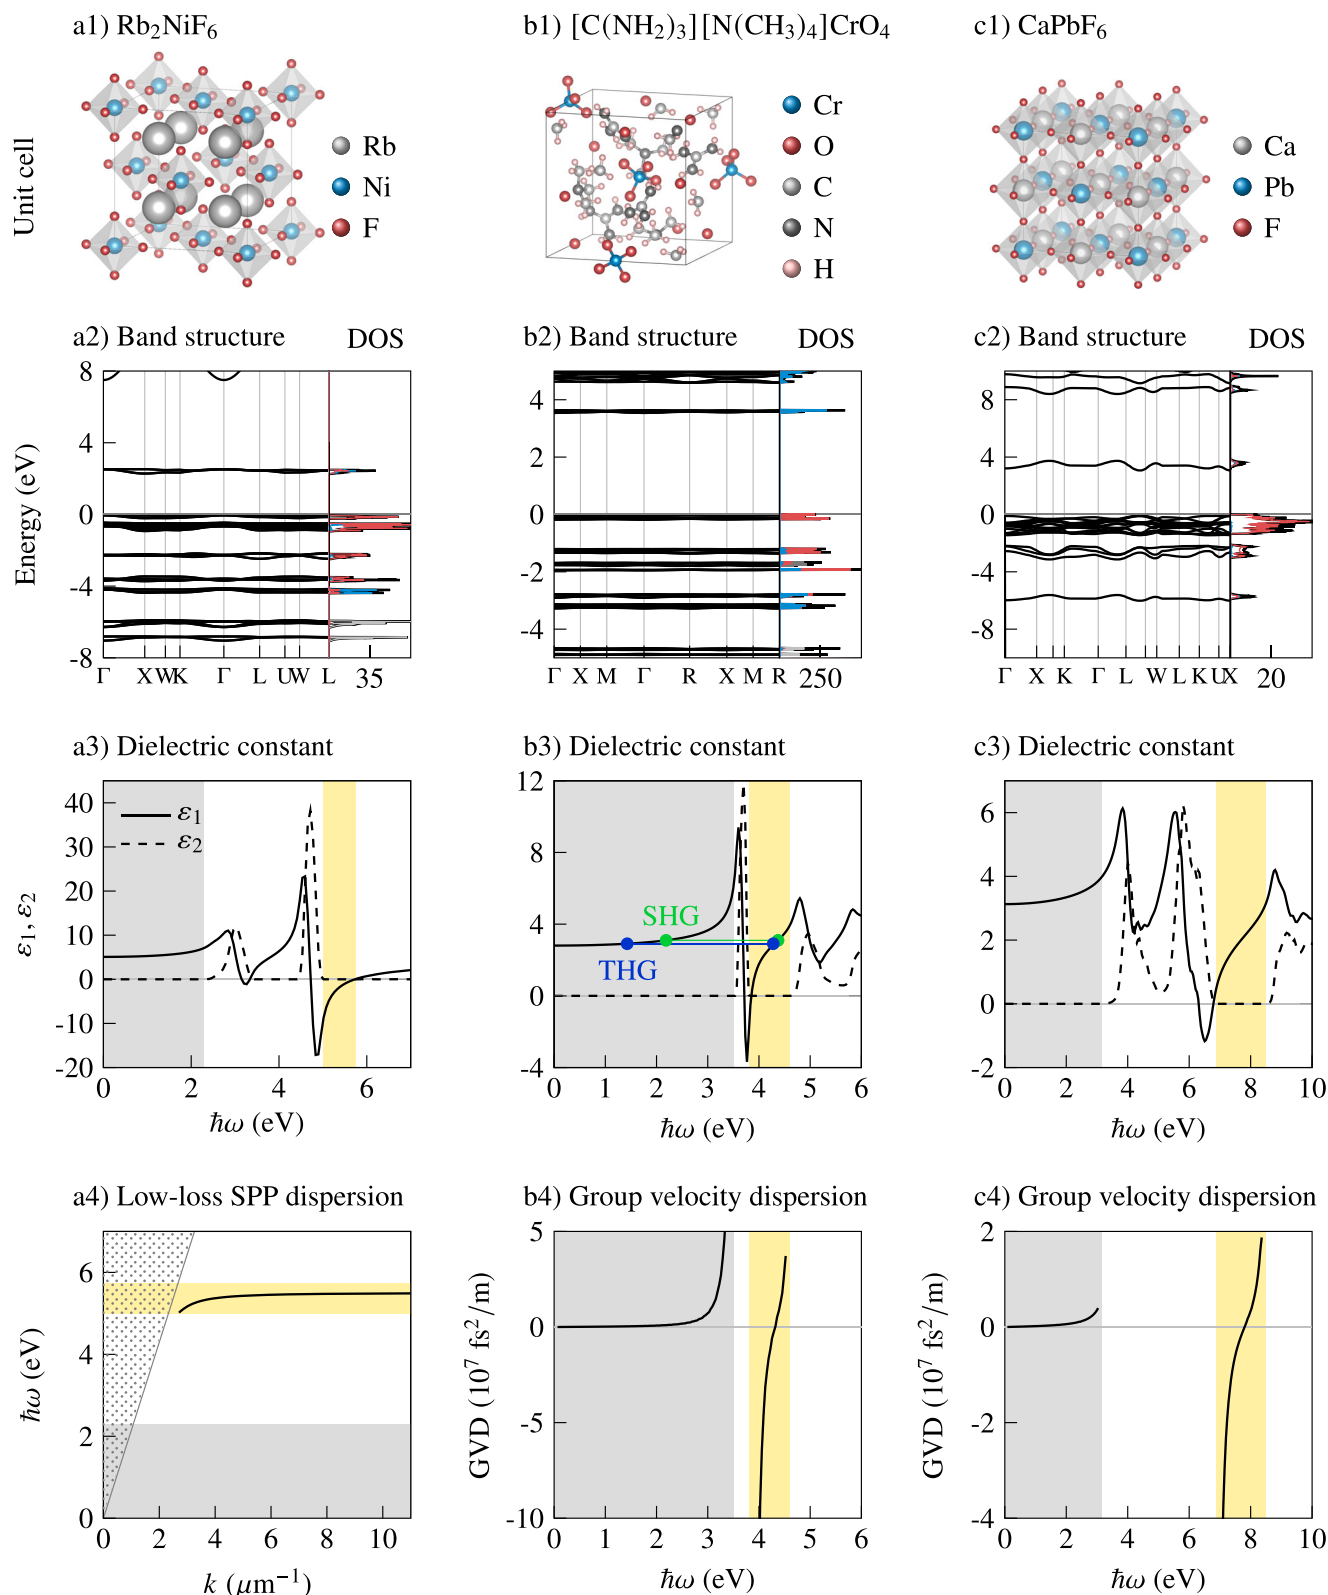 a1) Rb₂NiF₆
b1) [C(NH₂)₃][N(CH₃)₄]CrO₄
c1) CaPbF₆
Unit cell
Rb
Ni
F
Cr
O
C
N
H
Ca
Pb
F
a2) Band structure DOS
b2) Band structure DOS
c2) Band structure DOS
Energy (eV)
8
4
0
-4
-8
Γ X W K Γ L U W L 35
4
2
0
-2
-4
Γ X M Γ R X M R 250
8
4
0
-4
-8
Γ X K Γ L W L K U X 20
a3) Dielectric constant
b3) Dielectric constant
c3) Dielectric constant
ε₁, ε₂
40
30
20
10
0
-10
-20
ε₁
ε₂
0 2 4 6
ħω (eV)
12
8
4
0
-4
SHG
THG
0 1 2 3 4 5 6
ħω (eV)
6
4
2
0
-2
0 2 4 6 8 10
ħω (eV)
a4) Low-loss SPP dispersion
b4) Group velocity dispersion
c4) Group velocity dispersion
ħω (eV)
6
4
2
0
0 2 4 6 8 10
k (μm⁻¹)
GVD (10⁷ fs²/m)
5
0
-5
-10
0 1 2 3 4 5 6
ħω (eV)
GVD (10⁷ fs²/m)
2
0
-2
-4
0 2 4 6 8 10
ħω (eV)